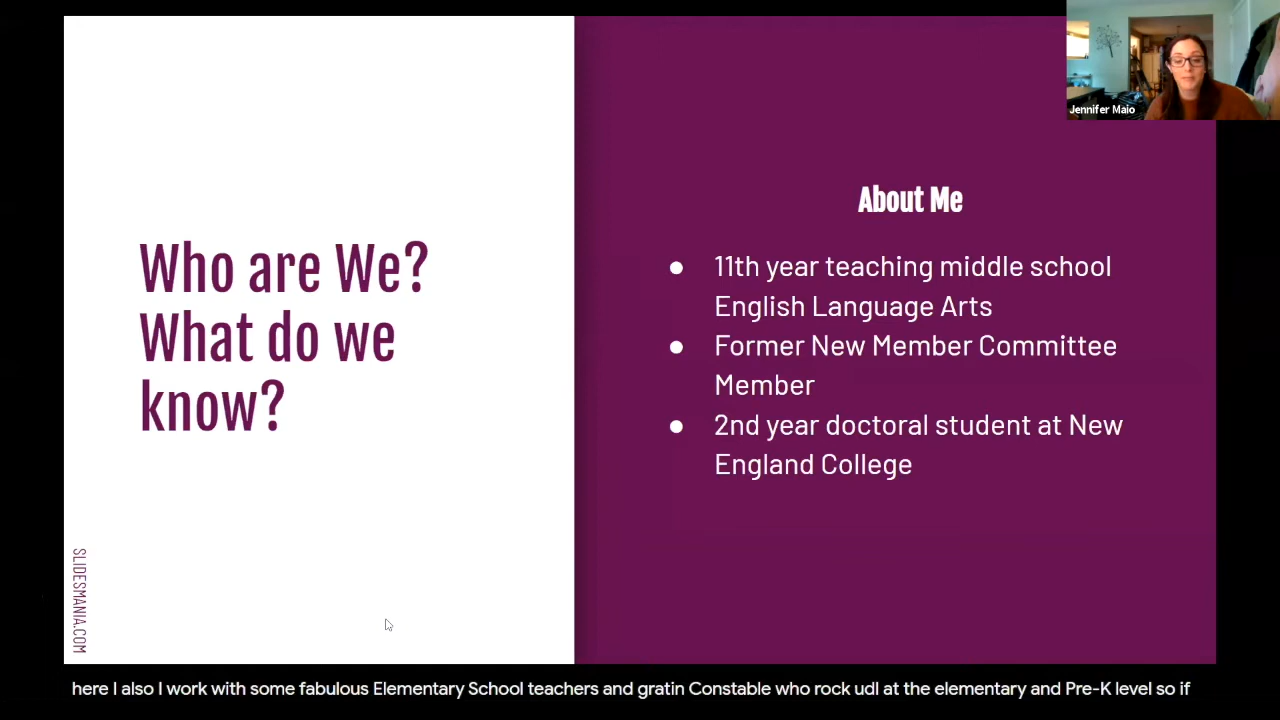 Jennifer Maio
Who are We?
What do we
know?
About Me
● 11th year teaching middle school
English Language Arts
● Former New Member Committee
Member
● 2nd year doctoral student at New
England College
SLIDESMANIA.COM
here I also I work with some fabulous Elementary School teachers and gratin Constable who rock udl at the elementary and Pre-K level so if